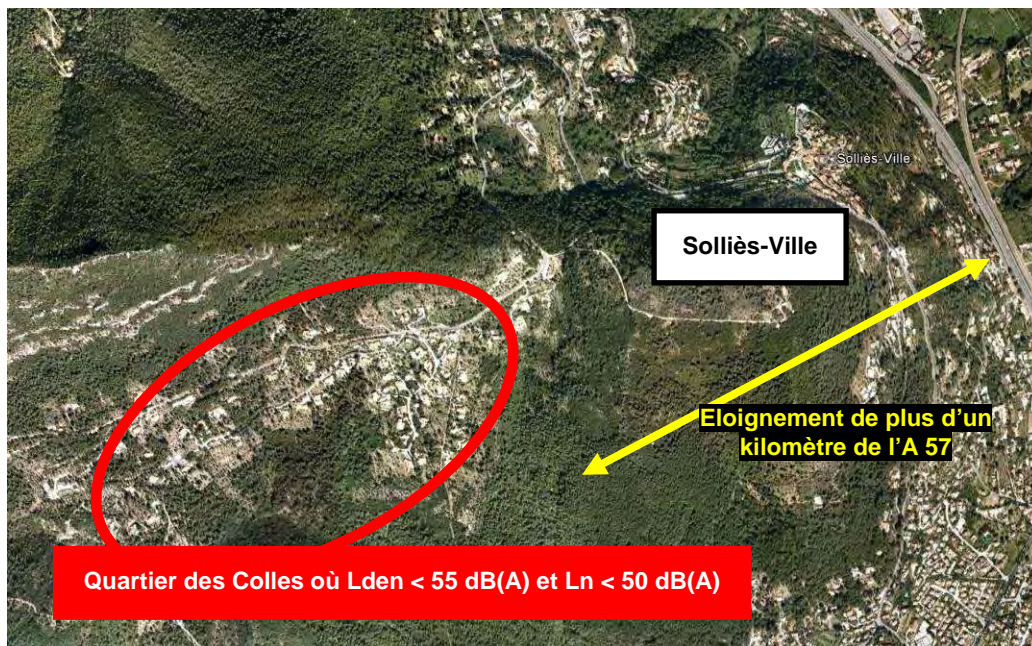 Solliès-Ville
Solliès-Ville
Eloignement de plus d'un
kilomètre de l'A 57
Quartier des Colles où Lden < 55 dB(A) et Ln < 50 dB(A)